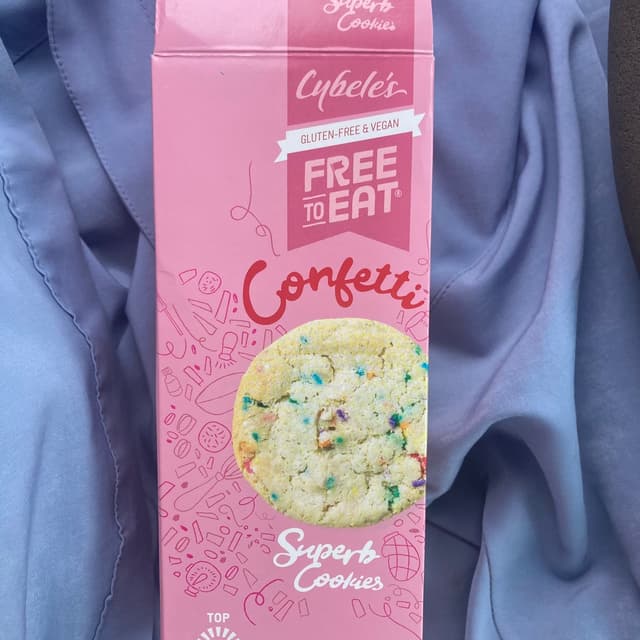 Superb
Cookies
Cybele's
GLUTEN-FREE & VEGAN
FREE
TO EAT®
Confetti
Superb
Cookies
TOP